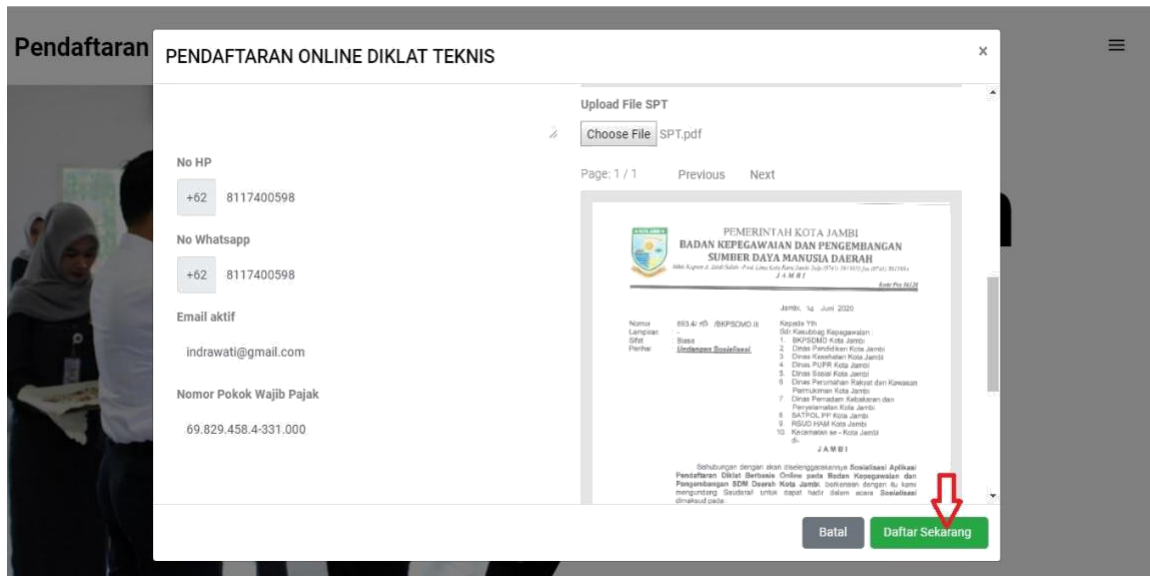 Pendaftaran
PENDAFTARAN ONLINE DIKLAT TEKNIS
×
No HP
+62 8117400598
No Whatsapp
+62 8117400598
Email aktif
indrawati@gmail.com
Nomor Pokok Wajib Pajak
69.829.458.4-331.000
Upload File SPT
Choose File SPT.pdf
Page: 1 / 1 Previous Next
PEMERINTAH KOTA JAMBI
BADAN KEPEGAWAIAN DAN PENGEMBANGAN
SUMBER DAYA MANUSIA DAERAH
JAMBI
Jambi, 14 Juni 2020
Nomor
Lampiran : -
Sifat : Biasa
Perihal : Undangan Sosialisasi
Kepada Yth
Sdr. Kasubbag Kepegawaian :
1. BKPSDMD Kota Jambi
2. Dinas Pendidikan Kota Jambi
3. Dinas Kesehatan Kota Jambi
4. Dinas PUPR Kota Jambi
5. Dinas Sosial Kota Jambi
6. Dinas Perumahan Rakyat dan Kawasan
Permukiman Kota Jambi
7. Dinas Pemadam Kebakaran dan
Penyelamatan Kota Jambi
8. SATPOL PP Kota Jambi
9. RSUD HAM Kota Jambi
10. Kecamatan se - Kota Jambi
di-
JAMBI
Sehubungan dengan akan diselenggarakannya Sosialisasi Aplikasi
Pendaftaran Diklat Berbasis Online pada Badan Kepegawaian dan
Pengembangan SDM Daerah Kota Jambi, berkenaan dengan itu kami
mengundang Saudara/i untuk dapat hadir dalam acara Sosialisasi
dimaksud pada
Batal
Daftar Sekarang